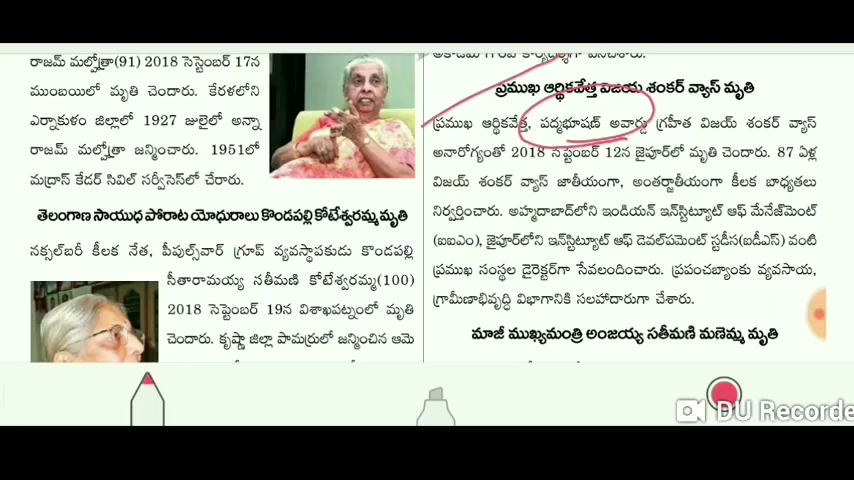 రాజమ్ మల్హోత్రా(91) 2018 సెప్టెంబర్ 17న
ముంబయిలో మృతి చెందారు. కేరళలోని
ఎర్నాకుళం జిల్లాలో 1927 జులైలో అన్నా
రాజమ్ మల్హోత్రా జన్మించారు. 1951లో
మద్రాస్ కేడర్ సివిల్ సర్వీసెస్‌లో చేరారు.
తెలంగాణ సాయుధ పోరాట యోధురాలు కొండపల్లి కోటేశ్వరమ్మ మృతి
నక్సల్‌బరీ కీలక నేత, పీపుల్స్‌వార్ గ్రూప్ వ్యవస్థాపకుడు కొండపల్లి
సీతారామయ్య సతీమణి కోటేశ్వరమ్మ(100)
2018 సెప్టెంబర్ 19న విశాఖపట్నంలో మృతి
చెందారు. కృష్ణా జిల్లా పామర్రులో జన్మించిన ఆమె
ప్రముఖ ఆర్థికవేత్త విజయ శంకర్ వ్యాస్ మృతి
ప్రముఖ ఆర్థికవేత్త, పద్మభూషణ్ అవార్డు గ్రహీత విజయ్ శంకర్ వ్యాస్
అనారోగ్యంతో 2018 సెప్టెంబర్ 12న జైపూర్‌లో మృతి చెందారు. 87 ఏళ్ల
విజయ్ శంకర్ వ్యాస్ జాతీయంగా, అంతర్జాతీయంగా కీలక బాధ్యతలు
నిర్వర్తించారు. అహ్మదాబాద్‌లోని ఇండియన్ ఇన్‌స్టిట్యూట్ ఆఫ్ మేనేజ్‌మెంట్
(ఐఐఎం), జైపూర్‌లోని ఇన్‌స్టిట్యూట్ ఆఫ్ డెవలప్‌మెంట్ స్టడీస(ఐడీఎస్) వంటి
ప్రముఖ సంస్థల డైరెక్టర్‌గా సేవలందించారు. ప్రపంచబ్యాంకు వ్యవసాయ,
గ్రామీణాభివృద్ధి విభాగానికి సలహాదారుగా చేశారు.
మాజీ ముఖ్యమంత్రి అంజయ్య సతీమణి మణెమ్మ మృతి
DU Recorde